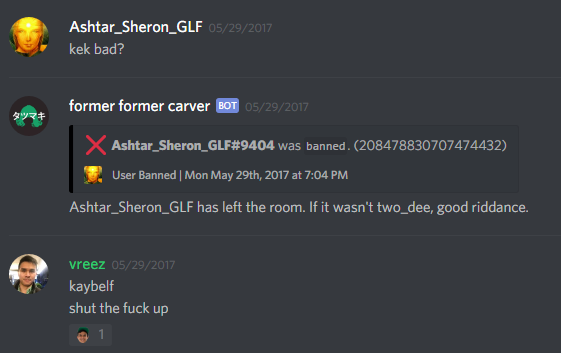 Ashtar_Sheron_GLF 05/29/2017
kek bad?
タツマキ
former former carver BOT 05/29/2017
Ashtar_Sheron_GLF#9404 was banned. (208478830707474432)
User Banned | Mon May 29th, 2017 at 7:04 PM
Ashtar_Sheron_GLF has left the room. If it wasn't two_dee, good riddance.
vreez 05/29/2017
kaybelf
shut the fuck up
1